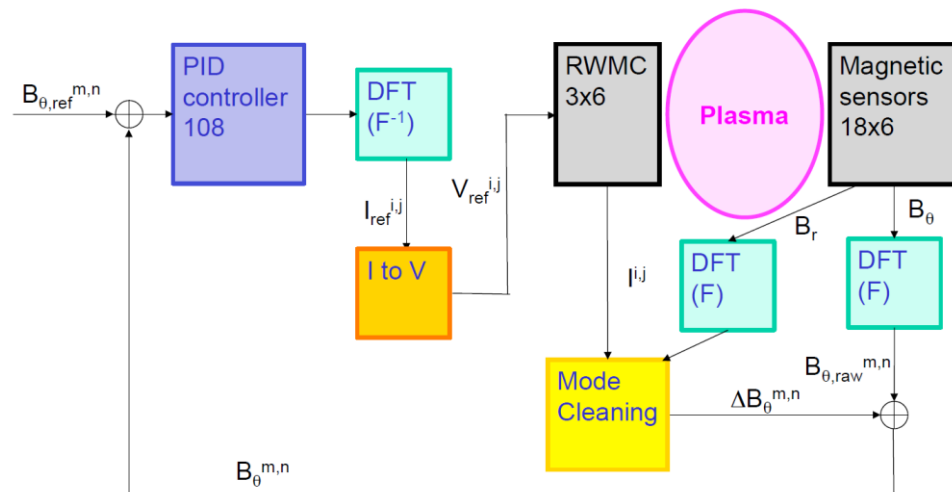 B_θ,ref^m,n
PID
controller
108
DFT
(F⁻¹)
I_ref^i,j
I to V
V_ref^i,j
RWMC
3x6
Plasma
Magnetic
sensors
18x6
B_r
B_θ
DFT
(F)
DFT
(F)
I^i,j
Mode
Cleaning
ΔB_θ^m,n
B_θ,raw^m,n
B_θ^m,n